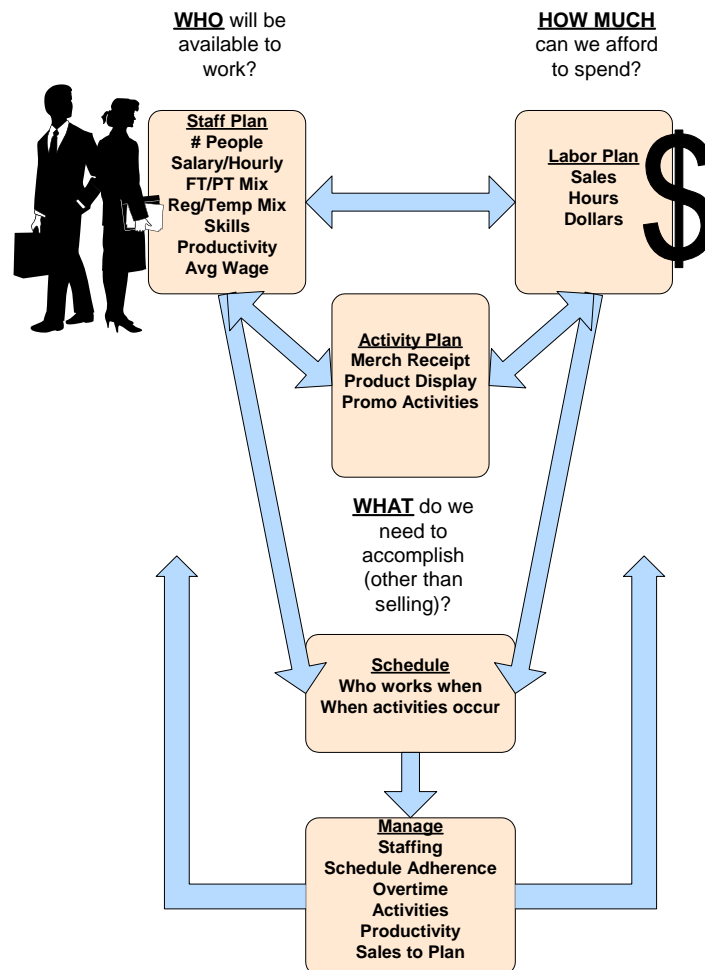 WHO will be
available to
work?
HOW MUCH
can we afford
to spend?
Staff Plan
# People
Salary/Hourly
FT/PT Mix
Reg/Temp Mix
Skills
Productivity
Avg Wage
Labor Plan
Sales
Hours
Dollars
$
Activity Plan
Merch Receipt
Product Display
Promo Activities
WHAT do we
need to
accomplish
(other than
selling)?
Schedule
Who works when
When activities occur
Manage
Staffing
Schedule Adherence
Overtime
Activities
Productivity
Sales to Plan